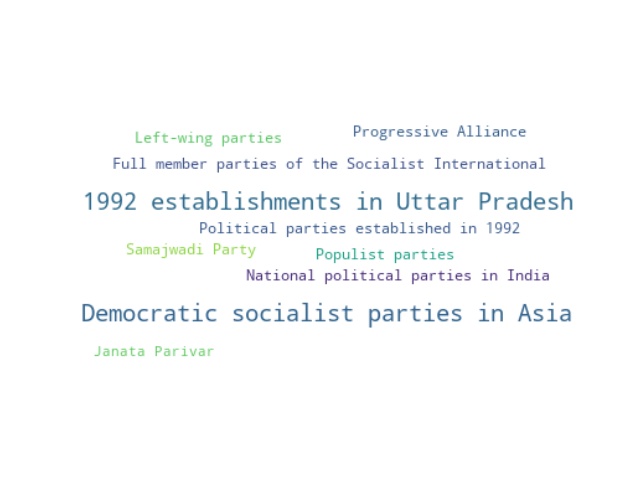 Progressive Alliance
Left-wing parties
Full member parties of the Socialist International
1992 establishments in Uttar Pradesh
Political parties established in 1992
Samajwadi Party
Populist parties
National political parties in India
Democratic socialist parties in Asia
Janata Parivar